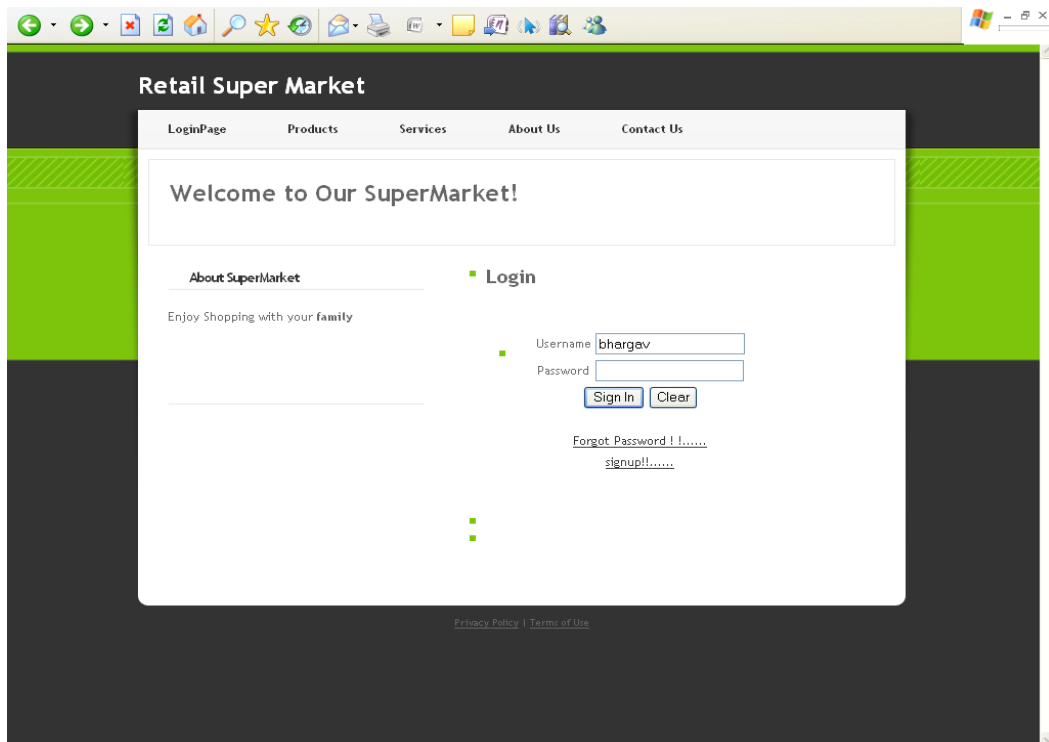 Retail Super Market
LoginPage Products Services About Us Contact Us
Welcome to Our SuperMarket!
About SuperMarket
Enjoy Shopping with your family
Login
Username bhargav
Password
Sign In Clear
Forgot Password ! !......
signup!!......
Privacy Policy | Terms of Use